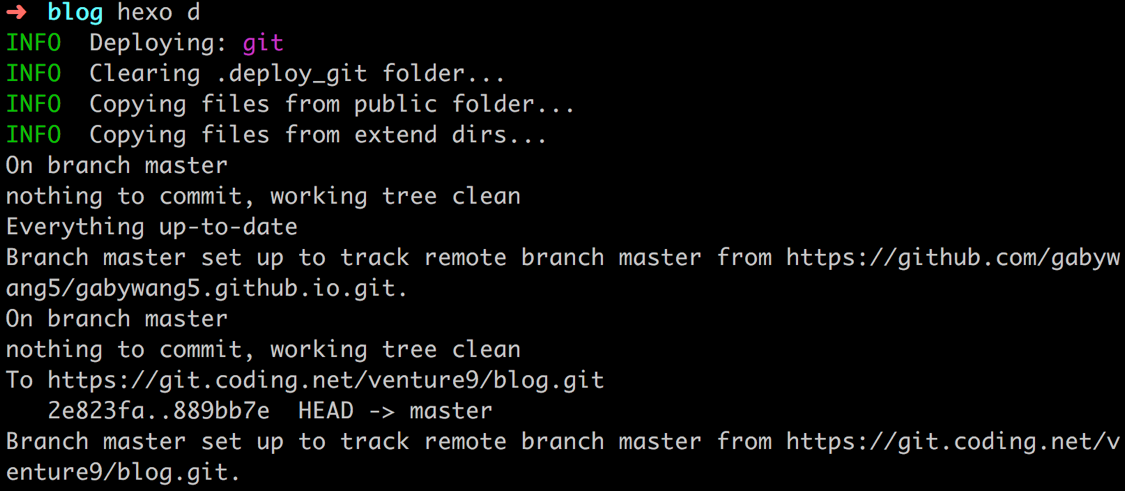 ➜ blog hexo d
INFO  Deploying: git
INFO  Clearing .deploy_git folder...
INFO  Copying files from public folder...
INFO  Copying files from extend dirs...
On branch master
nothing to commit, working tree clean
Everything up-to-date
Branch master set up to track remote branch master from https://github.com/gabyw
ang5/gabywang5.github.io.git.
On branch master
nothing to commit, working tree clean
To https://git.coding.net/venture9/blog.git
   2e823fa..889bb7e  HEAD -> master
Branch master set up to track remote branch master from https://git.coding.net/v
enture9/blog.git.